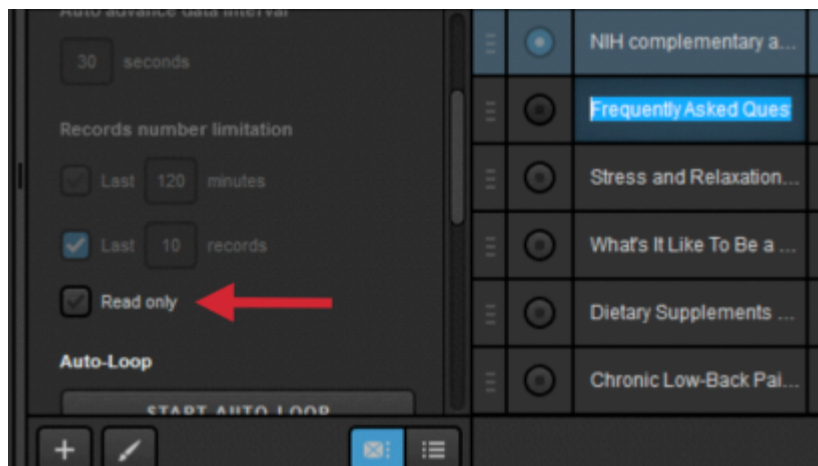 Auto advance data interval
30 seconds
Records number limitation
Last 120 minutes
Last 10 records
Read only
Auto-Loop
START AUTO LOOP
NIH complementary a...
Frequently Asked Ques
Stress and Relaxation...
What's It Like To Be a ...
Dietary Supplements ...
Chronic Low-Back Pai...